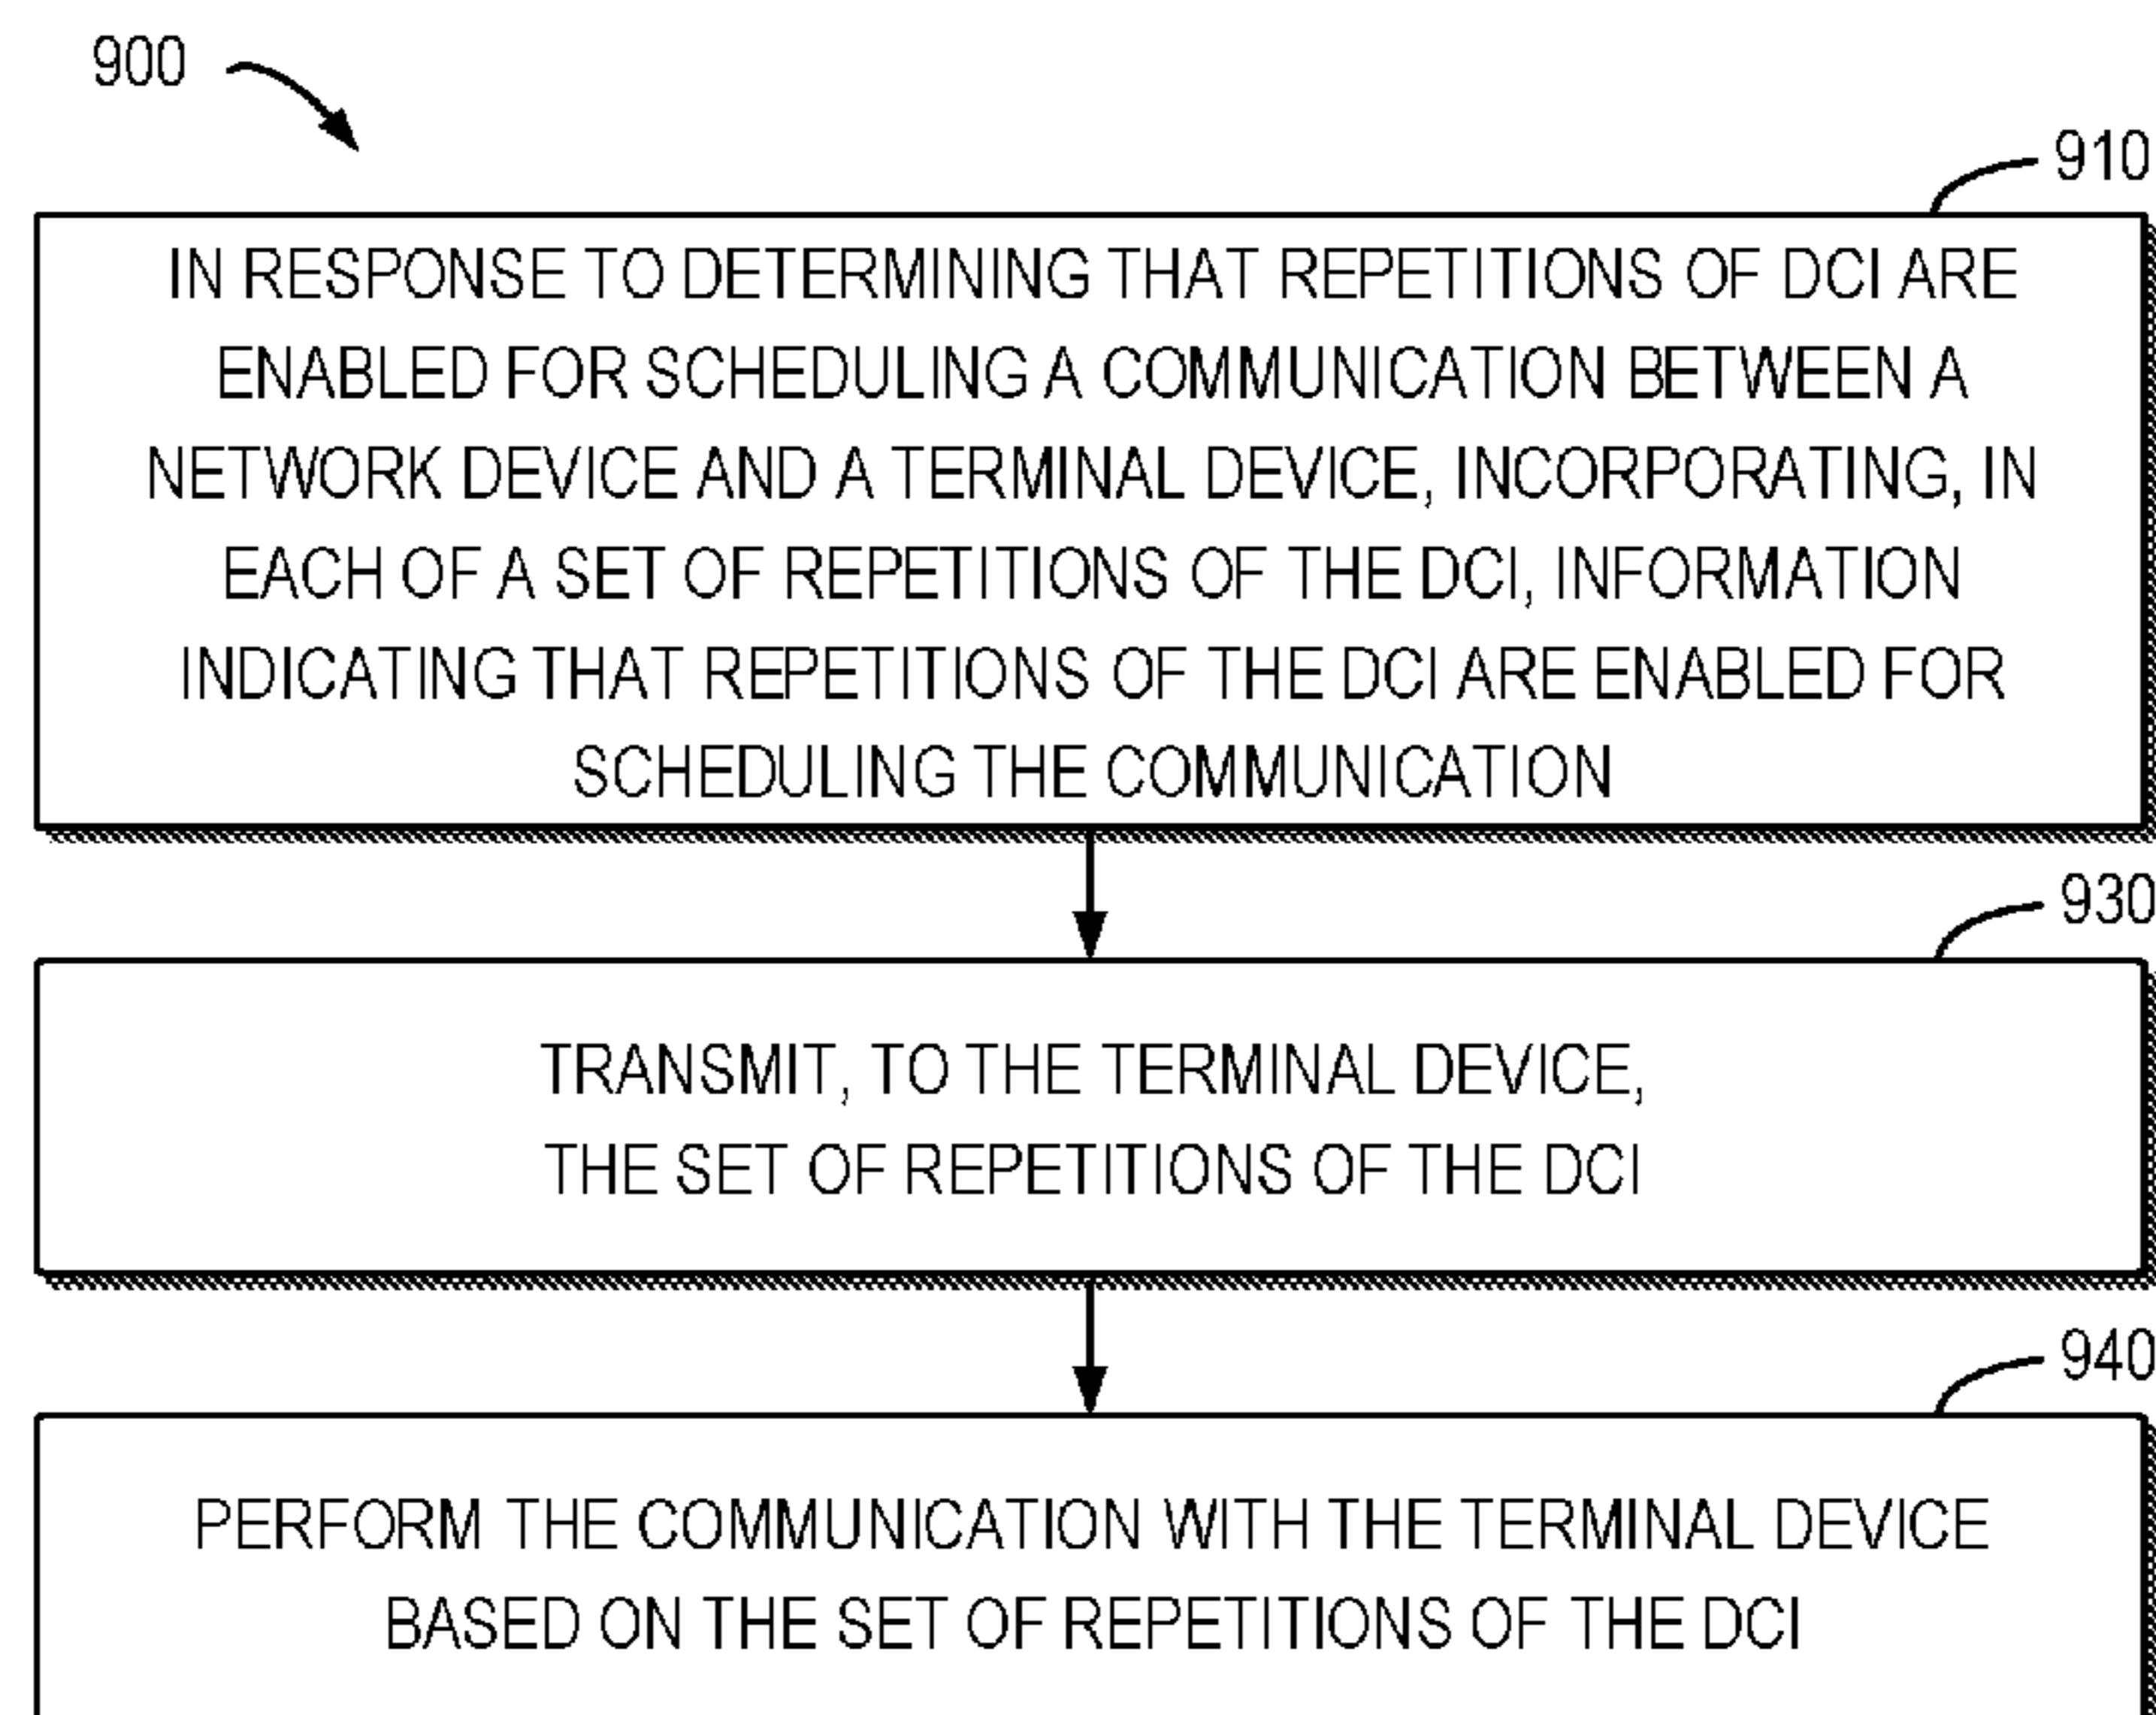 900
910
IN RESPONSE TO DETERMINING THAT REPETITIONS OF DCI ARE
ENABLED FOR SCHEDULING A COMMUNICATION BETWEEN A
NETWORK DEVICE AND A TERMINAL DEVICE, INCORPORATING, IN
EACH OF A SET OF REPETITIONS OF THE DCI, INFORMATION
INDICATING THAT REPETITIONS OF THE DCI ARE ENABLED FOR
SCHEDULING THE COMMUNICATION
930
TRANSMIT, TO THE TERMINAL DEVICE,
THE SET OF REPETITIONS OF THE DCI
940
PERFORM THE COMMUNICATION WITH THE TERMINAL DEVICE
BASED ON THE SET OF REPETITIONS OF THE DCI